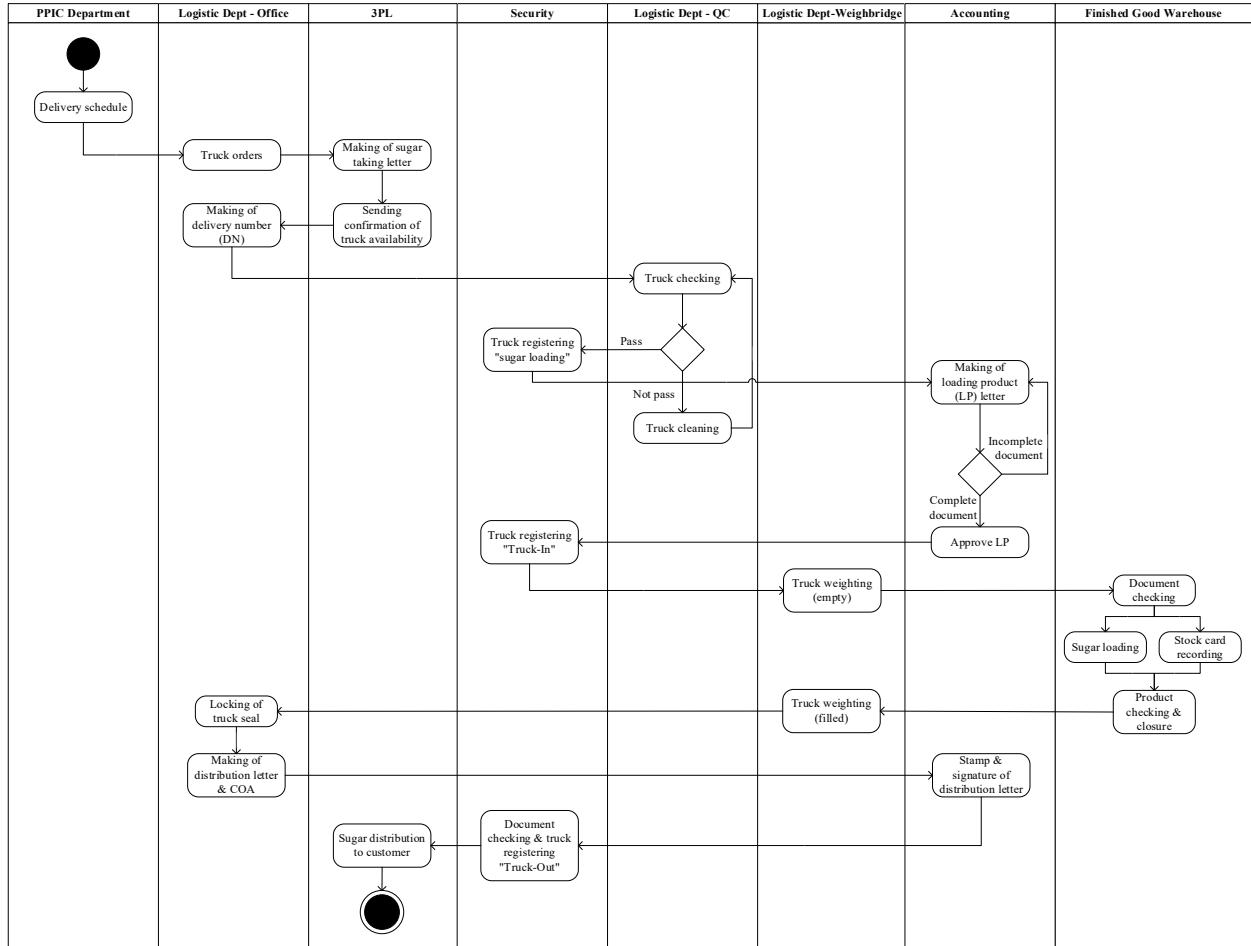 PPIC Department
Logistic Dept - Office
3PL
Security
Logistic Dept - QC
Logistic Dept-Weighbridge
Accounting
Finished Good Warehouse
Delivery schedule
Truck orders
Making of sugar
taking letter
Making of
delivery number
(DN)
Sending
confirmation of
truck availability
Truck checking
Truck registering
"sugar loading"
Pass
Not pass
Making of
loading product
(LP) letter
Truck cleaning
Incomplete
document
Complete
document
Truck registering
"Truck-In"
Approve LP
Truck weighting
(empty)
Document
checking
Sugar loading
Stock card
recording
Locking of
truck seal
Truck weighting
(filled)
Product
checking &
closure
Making of
distribution letter
& COA
Stamp &
signature of
distribution letter
Sugar distribution
to customer
Document
checking & truck
registering
"Truck-Out"